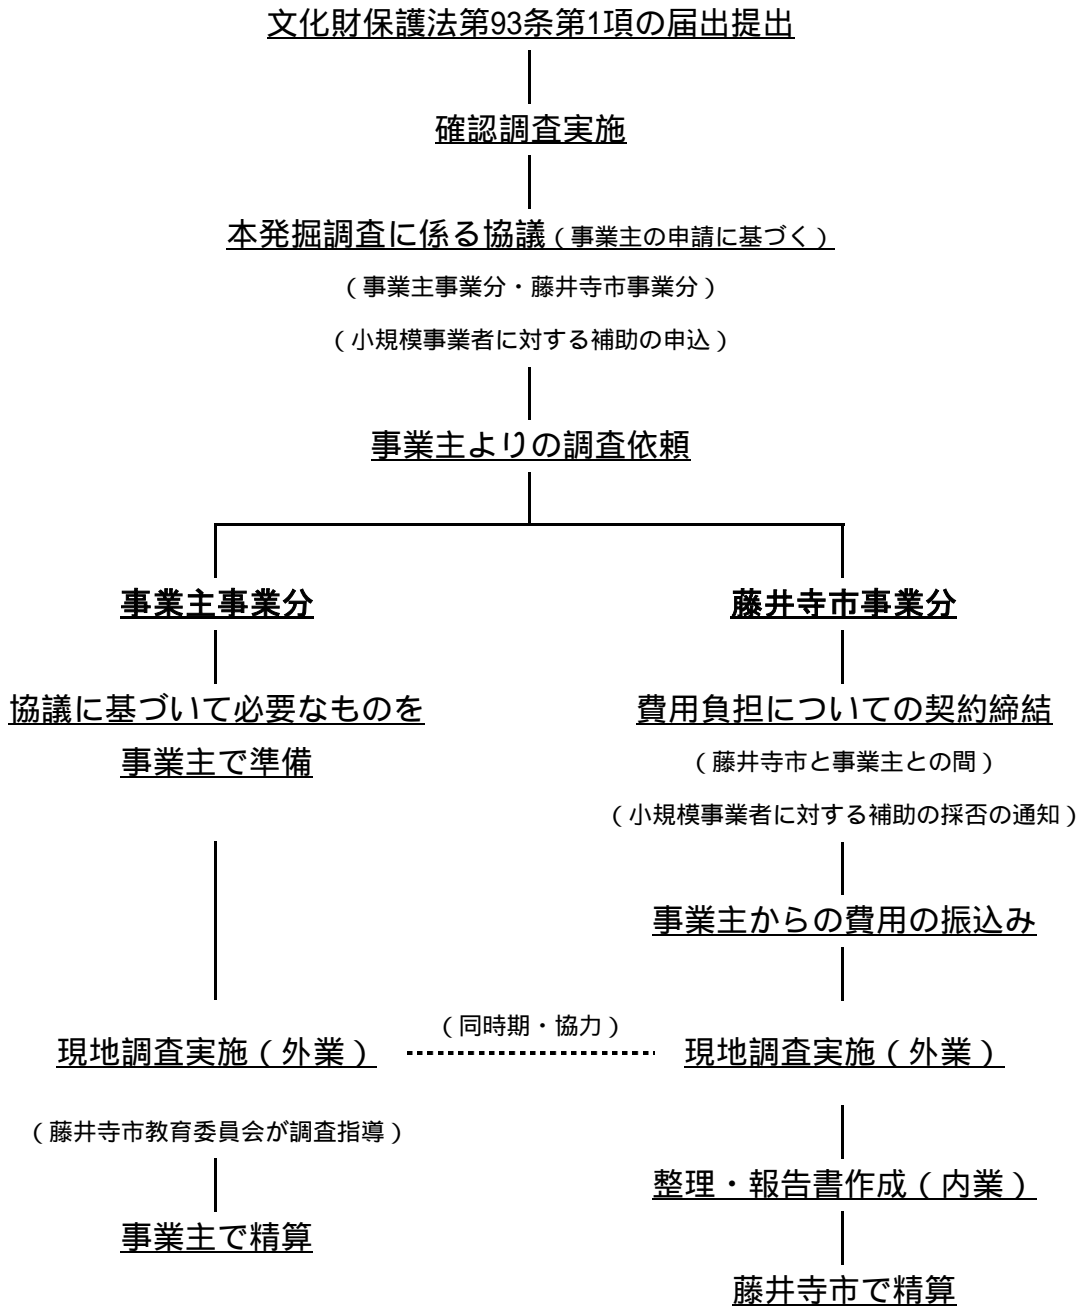 文化財保護法第93条第1項の届出提出
確認調査実施
本発掘調査に係る協議（事業主の申請に基づく）
（事業主事業分・藤井寺市事業分）
（小規模事業者に対する補助の申込）
事業主よりの調査依頼
事業主事業分
協議に基づいて必要なものを
事業主で準備
現地調査実施（外業）
（藤井寺市教育委員会が調査指導）
事業主で精算
（同時期・協力）
藤井寺市事業分
費用負担についての契約締結
（藤井寺市と事業主との間）
（小規模事業者に対する補助の採否の通知）
事業主からの費用の振込み
現地調査実施（外業）
整理・報告書作成（内業）
藤井寺市で精算